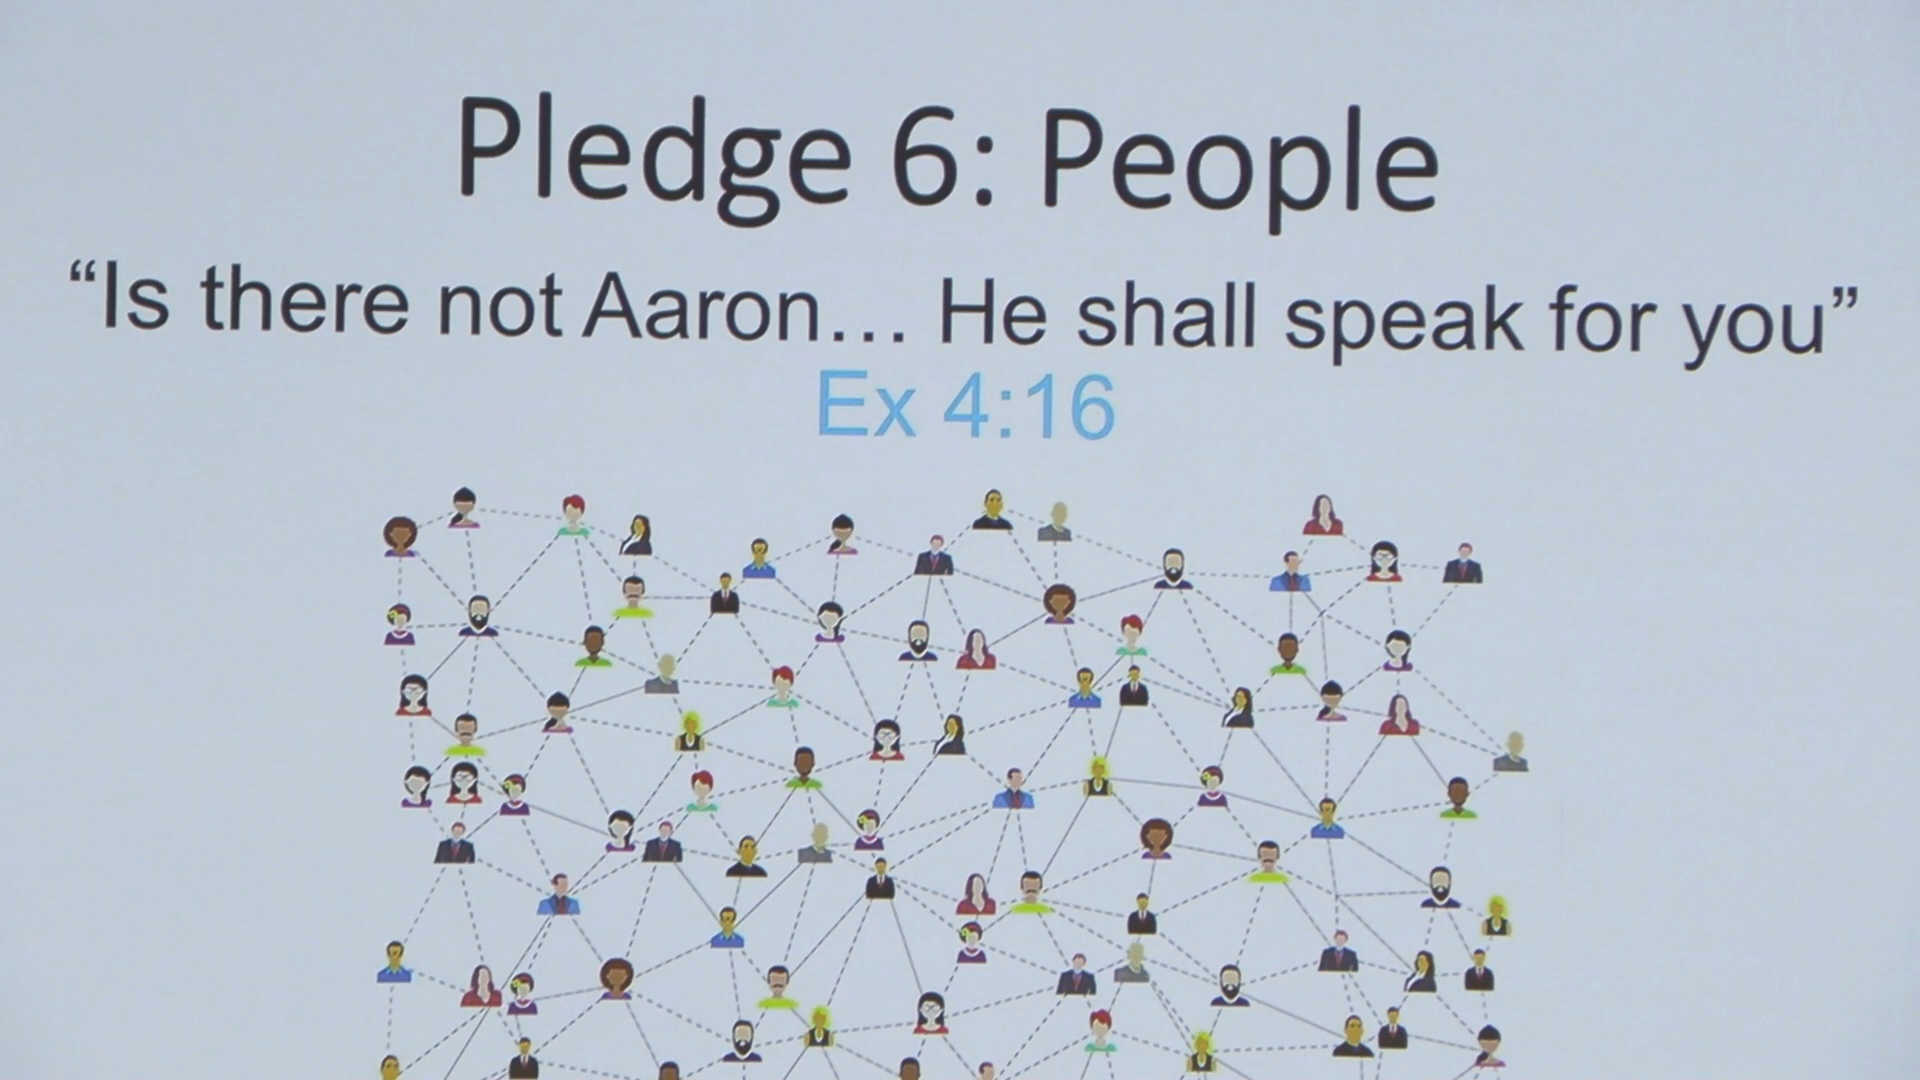 Pledge 6: People
“Is there not Aaron… He shall speak for you”
Ex 4:16